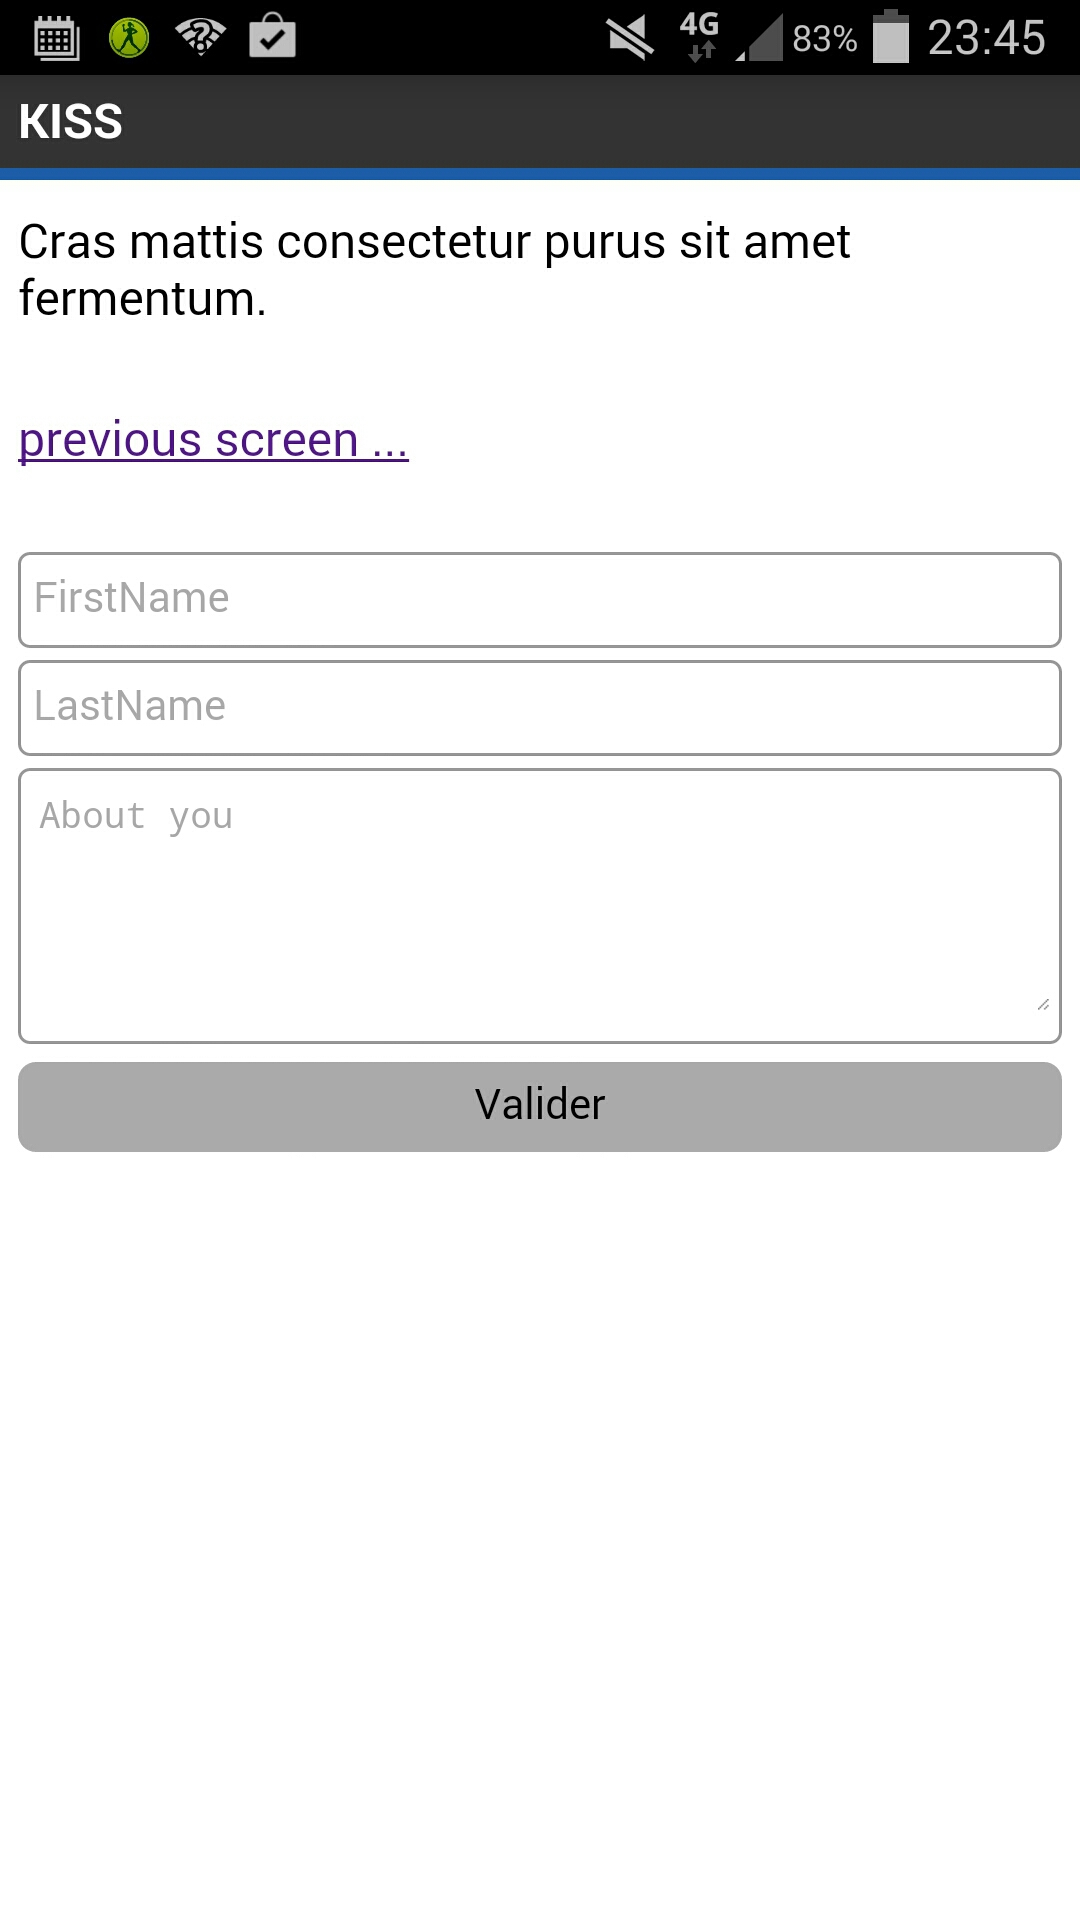 4G 83% 23:45
KISS
Cras mattis consectetur purus sit amet
fermentum.
previous screen ...
FirstName
LastName
About you
Valider